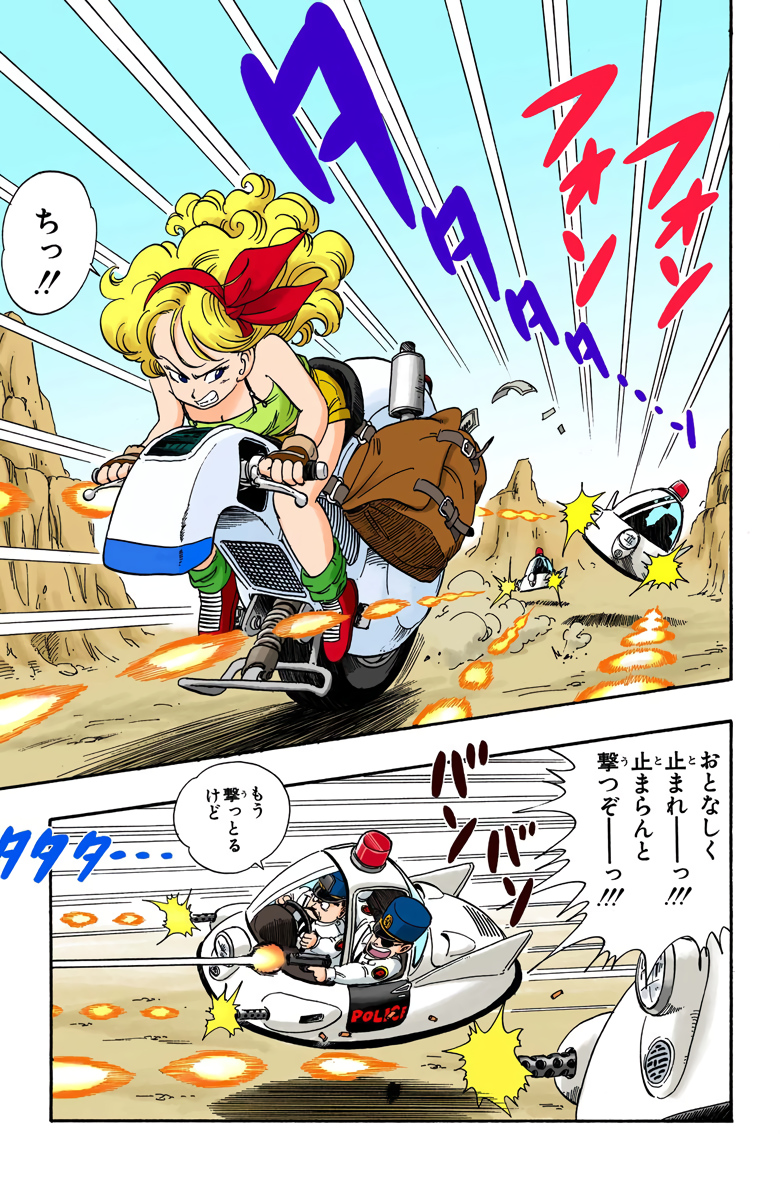 フォン
フォン
タタタタタ・・・・ッ
ちっ!!
おとなしく
止まれーーっ!!!
止まらんと
撃つぞーーっ!!!
バンバン
もう
撃っとる
けど
POLICE
タタタ・・・